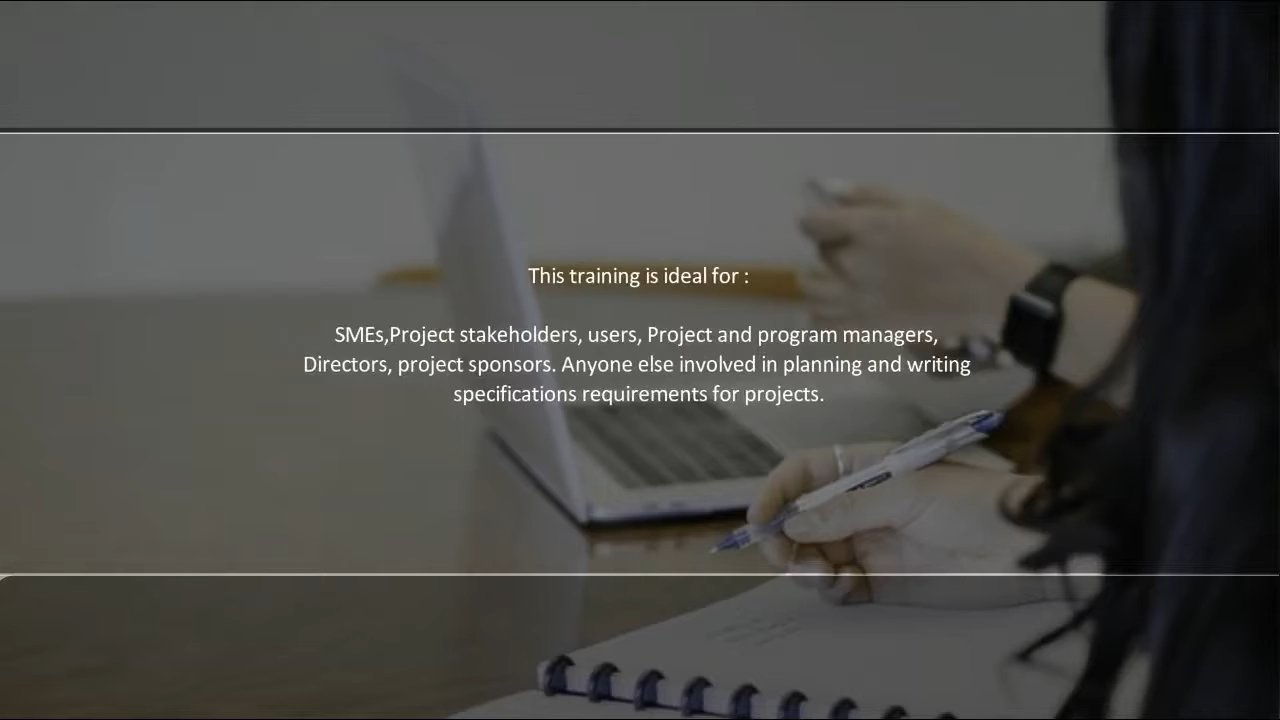 This training is ideal for :
SMEs,Project stakeholders, users, Project and program managers,
Directors, project sponsors. Anyone else involved in planning and writing
specifications requirements for projects.